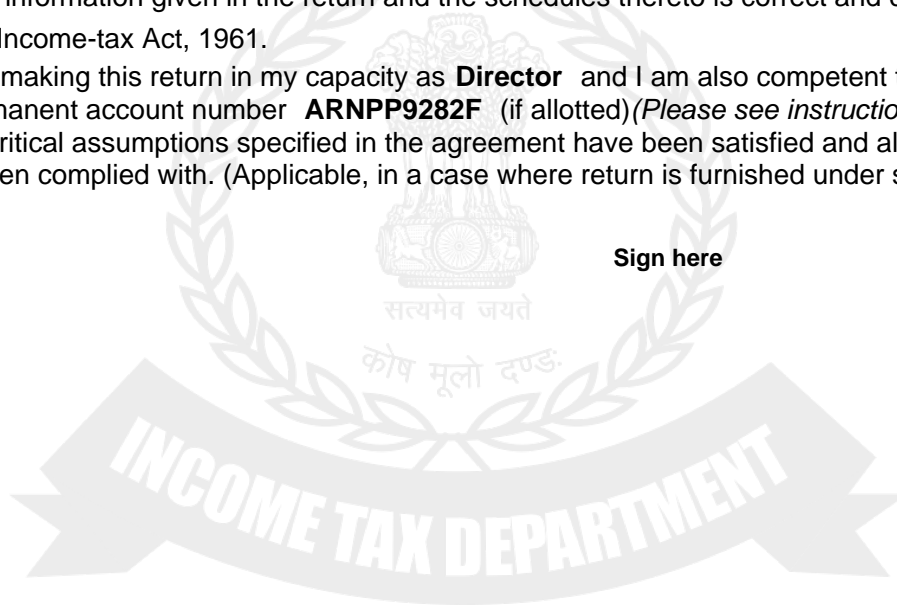 information given in the return and the schedules thereto is correct and
Income-tax Act, 1961.
making this return in my capacity as Director and I am also competent
manent account number ARNPP9282F (if allotted)(Please see instructio
ritical assumptions specified in the agreement have been satisfied and al
en complied with. (Applicable, in a case where return is furnished under s
Sign here
सत्यमेव जयते
कोष मूलो दण्डः
INCOME TAX DEPARTMENT